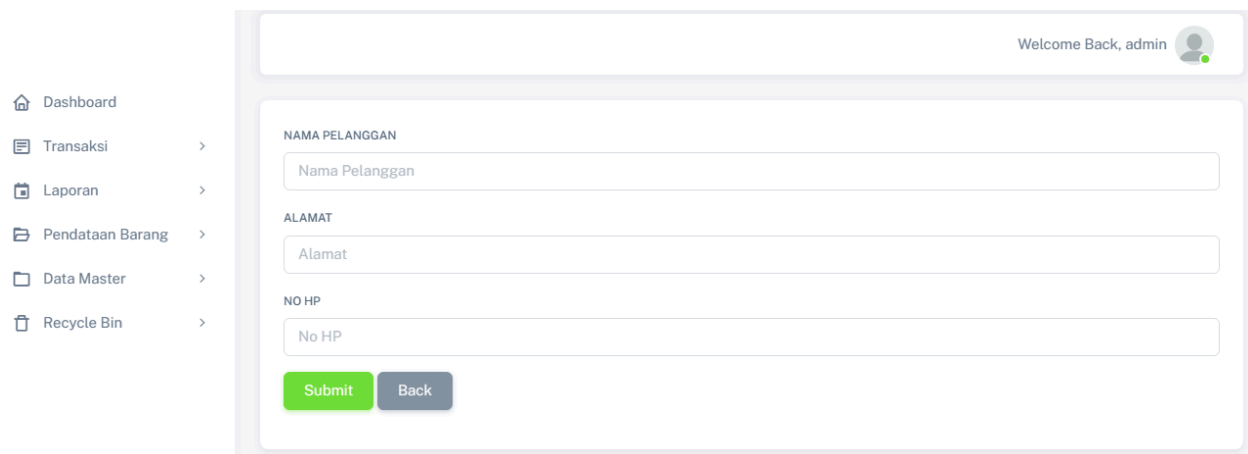 Welcome Back, admin
Dashboard
Transaksi
Laporan
Pendataan Barang
Data Master
Recycle Bin
NAMA PELANGGAN
Nama Pelanggan
ALAMAT
Alamat
NO HP
No HP
Submit Back